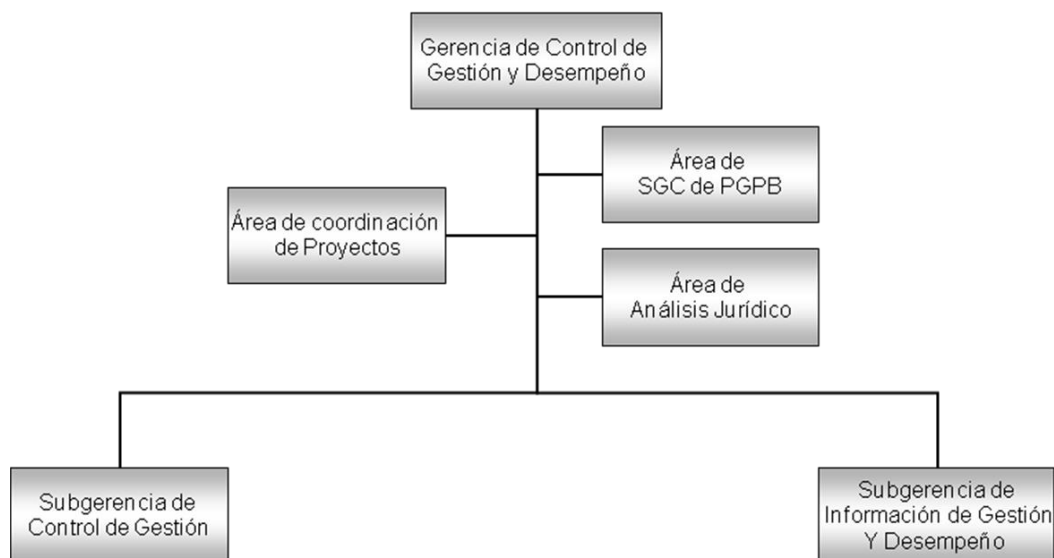 Gerencia de Control de
Gestión y Desempeño
Área de
SGC de PGPB
Área de coordinación
de Proyectos
Área de
Análisis Jurídico
Subgerencia de
Control de Gestión
Subgerencia de
Información de Gestión
Y Desempeño